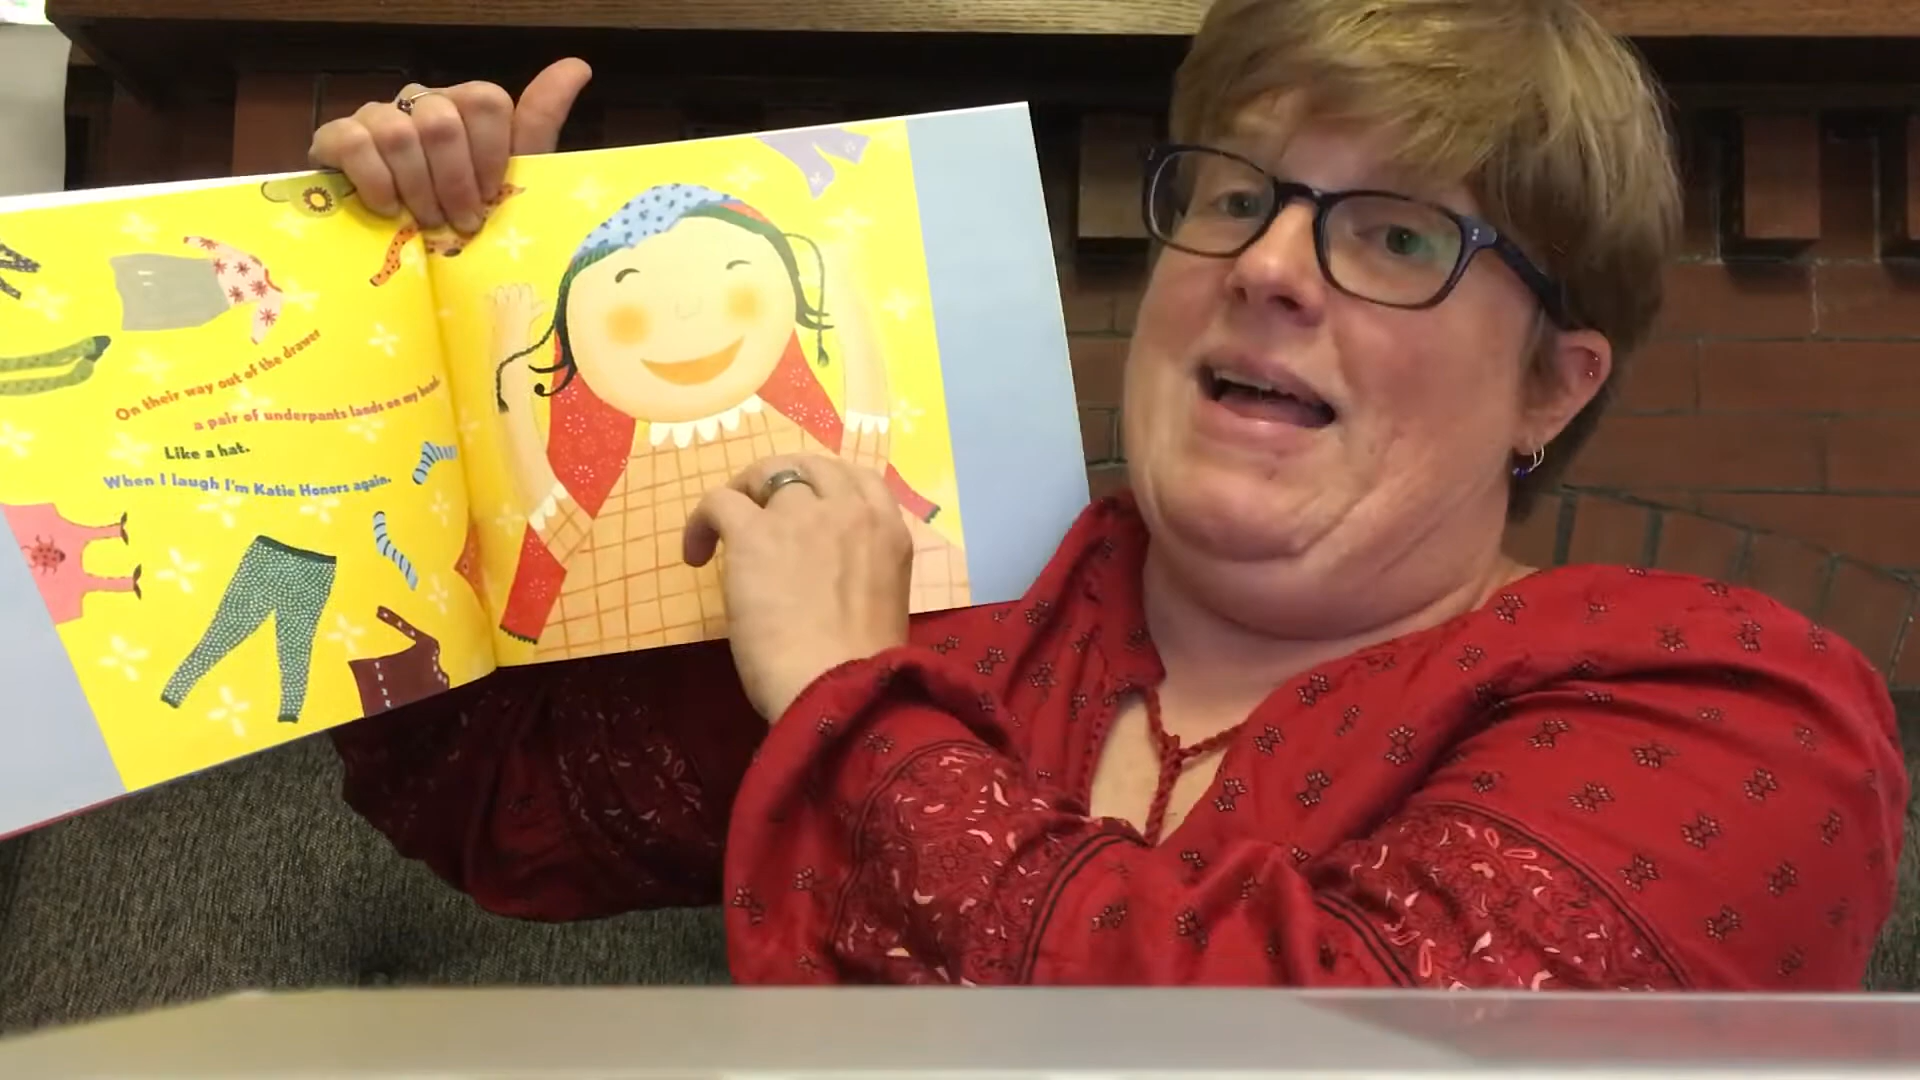 On their way out of the drawer
a pair of underpants lands on my head.
Like a hat.
When I laugh I'm Katie Honors again.